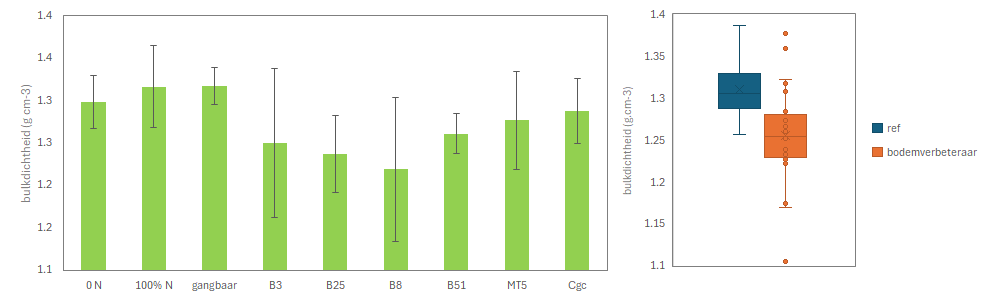 bulkdichtheid (g cm-3)
1.4
1.4
1.3
1.3
1.2
1.2
1.1
0 N 100% N gangbaar B3 B25 B8 B51 MT5 Cgc
bulkdichtheid (g.cm-3)
1.4
1.35
1.3
1.25
1.2
1.15
1.1
ref
bodemverbeteraar